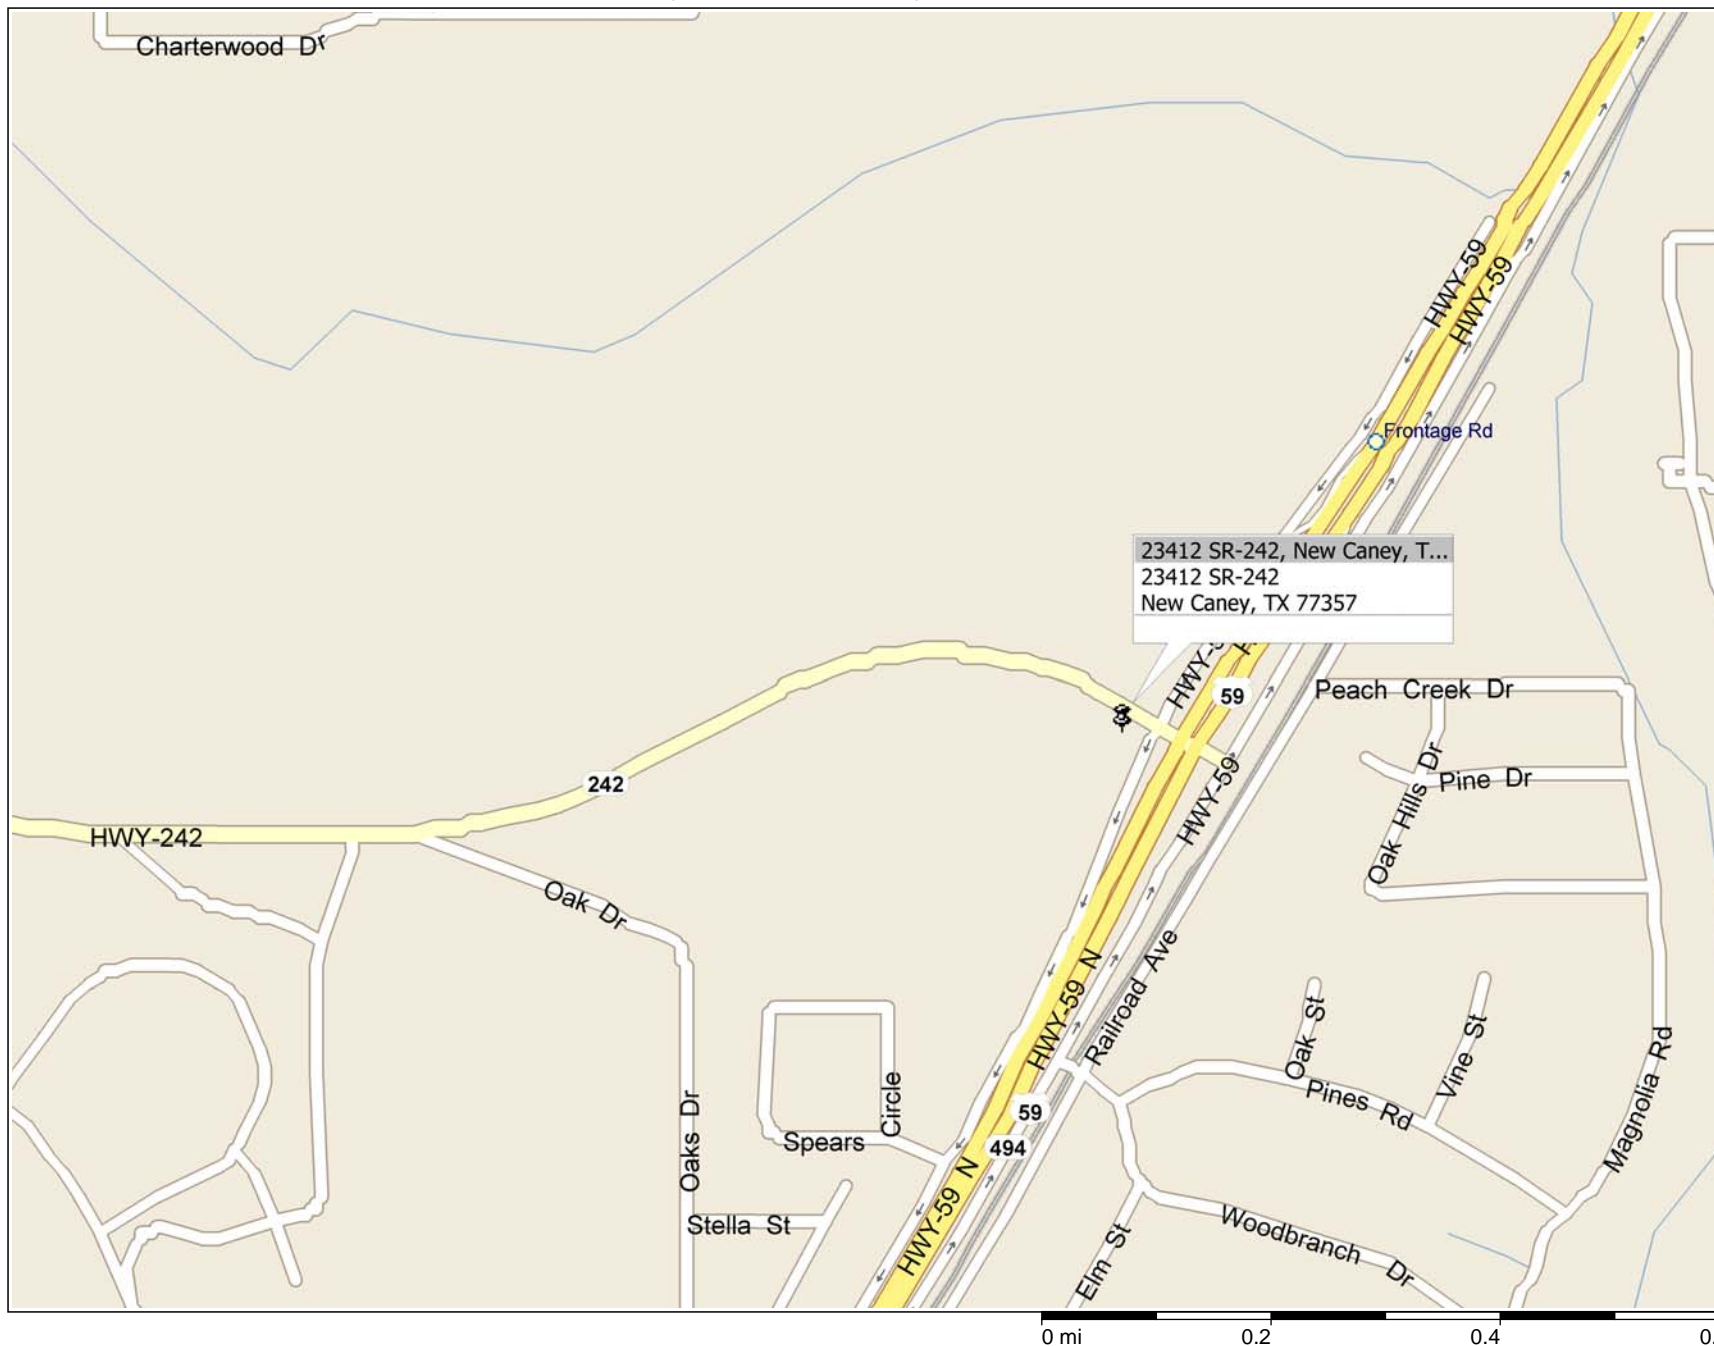 Charterwood Dr
HWY-59
HWY-59
Frontage Rd
23412 SR-242, New Caney, T...
23412 SR-242
New Caney, TX 77357
59
Peach Creek Dr
Pine Dr
Oak Hills Dr
HWY-59
242
HWY-242
Oak Dr
HWY-59 N
Railroad Ave
Oak St
Vine St
Pines Rd
Magnolia Rd
59
494
Oaks Dr
Spears Circle
HWY-59 N
Stella St
Elm St
Woodbranch Dr
0 mi
0.2
0.4